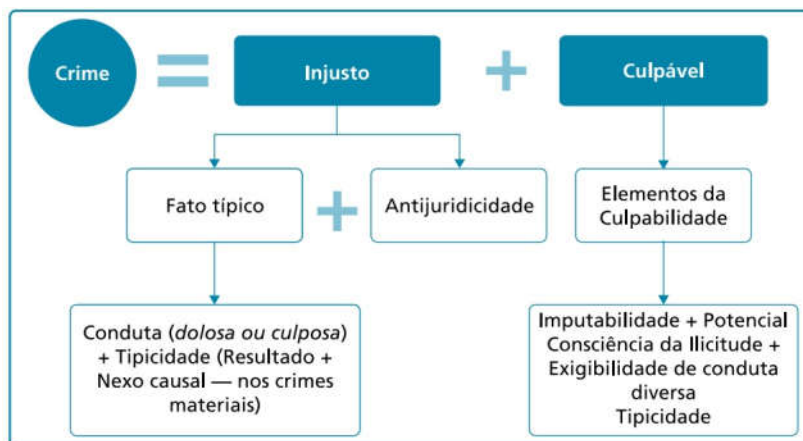 Crime
=
Injusto
+
Culpável
Fato típico
+
Antijuridicidade
Elementos da
Culpabilidade
Conduta (dolosa ou culposa)
+ Tipicidade (Resultado +
Nexo causal — nos crimes
materiais)
Imputabilidade + Potencial
Consciência da Ilicitude +
Exigibilidade de conduta
diversa
Tipicidade